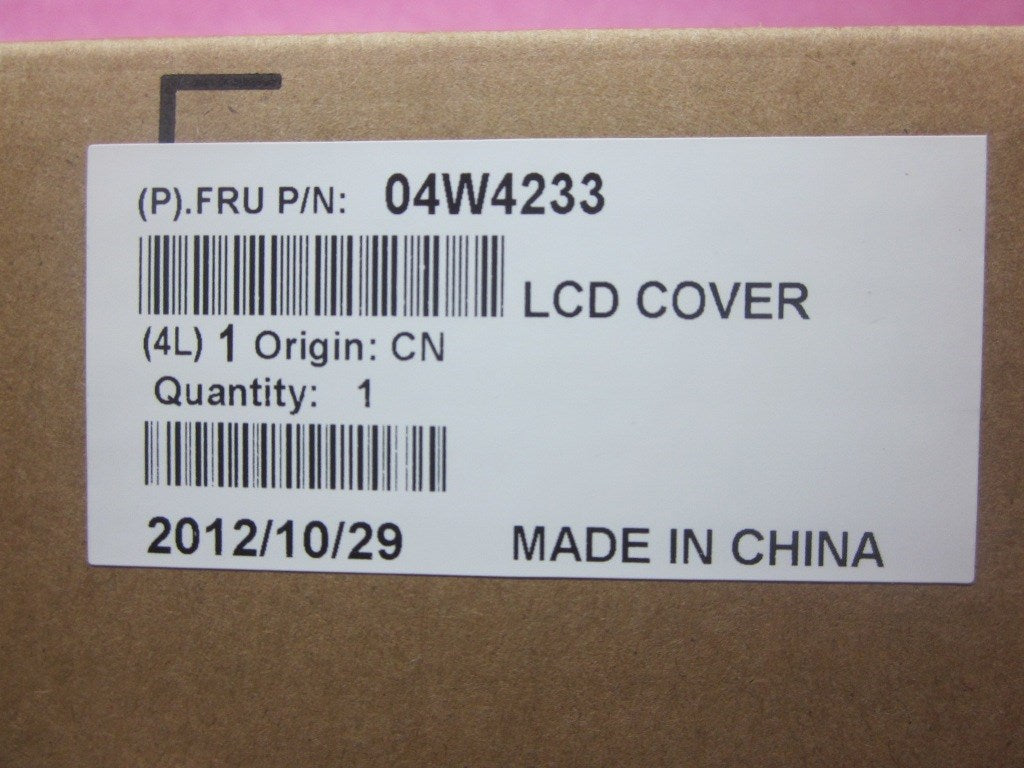 (P).FRU P/N: 04W4233
LCD COVER
(4L) 1 Origin: CN
Quantity: 1
2012/10/29 MADE IN CHINA